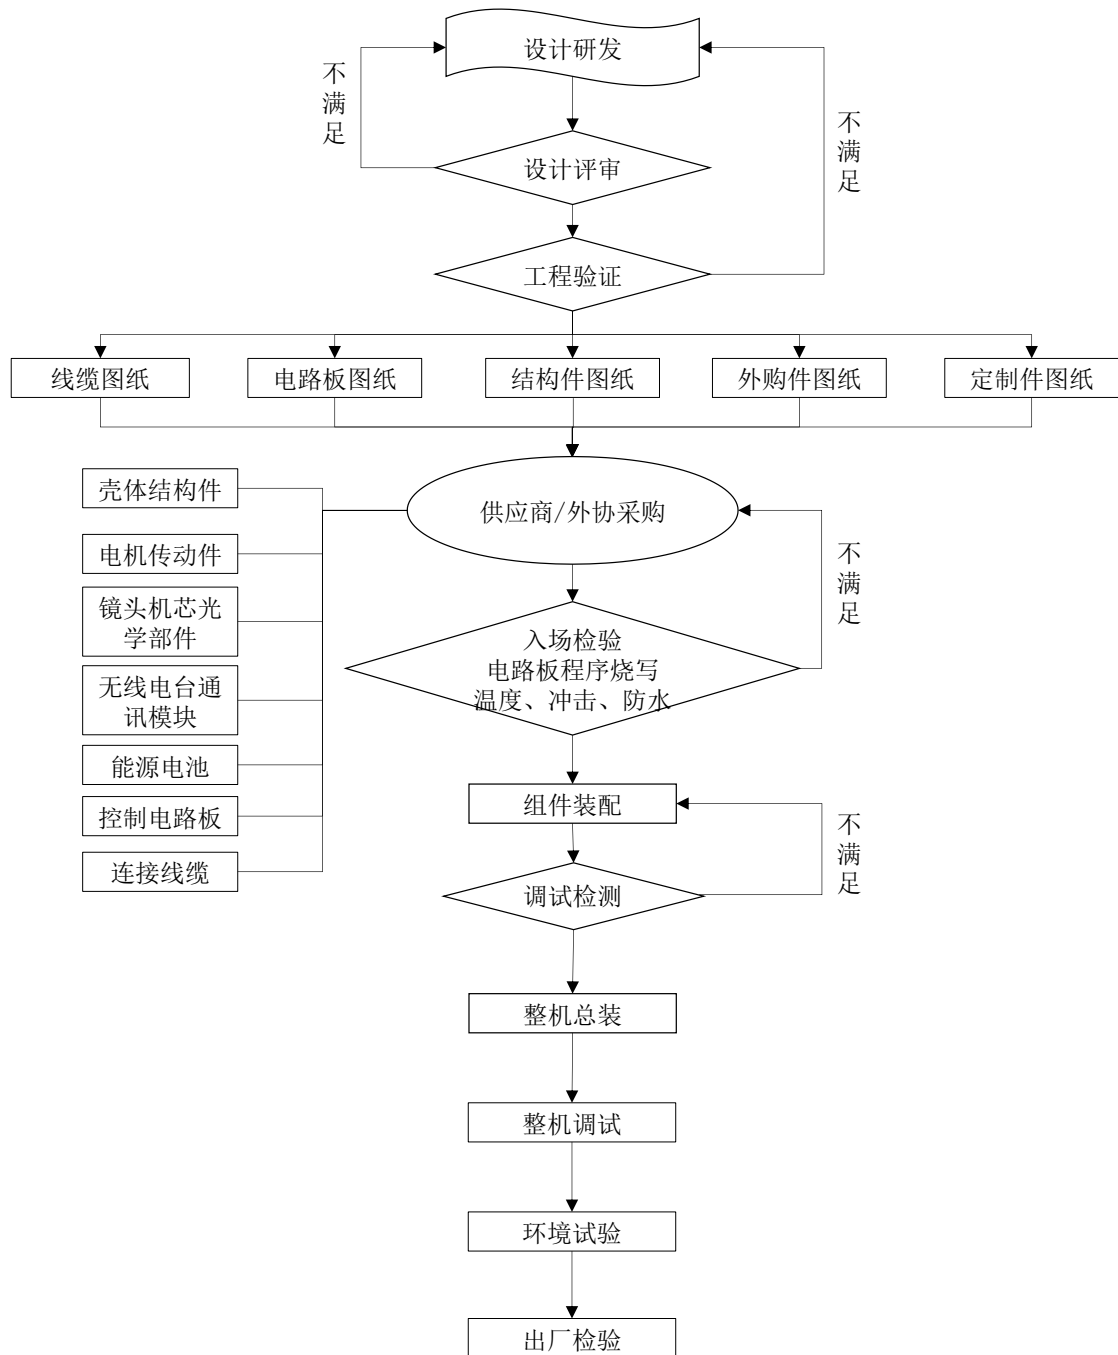 设计研发
不满足
不满足
设计评审
工程验证
线缆图纸
电路板图纸
结构件图纸
外购件图纸
定制件图纸
供应商/外协采购
壳体结构件
电机传动件
镜头机芯光
学部件
无线电台通
讯模块
能源电池
控制电路板
连接线缆
不满足
入场检验
电路板程序烧写
温度、冲击、防水
组件装配
不满足
调试检测
整机总装
整机调试
环境试验
出厂检验